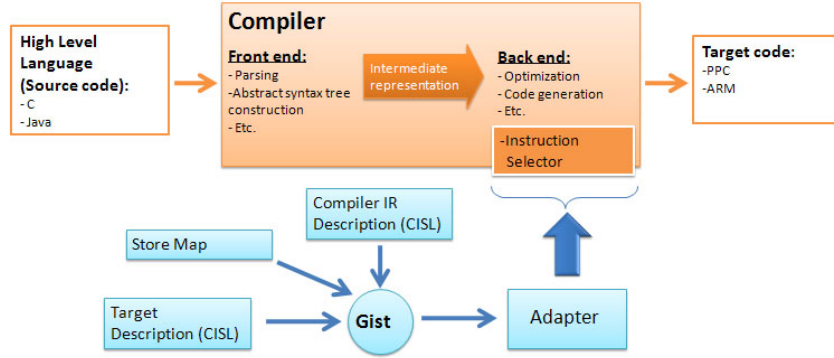 Compiler
High Level
Language
(Source code):
- C
- Java
Front end:
- Parsing
-Abstract syntax tree
construction
- Etc.
Intermediate
representation
Back end:
- Optimization
- Code generation
- Etc.
-Instruction
Selector
Target code:
-PPC
-ARM
Compiler IR
Description (CISL)
Store Map
Target
Description (CISL)
Gist
Adapter